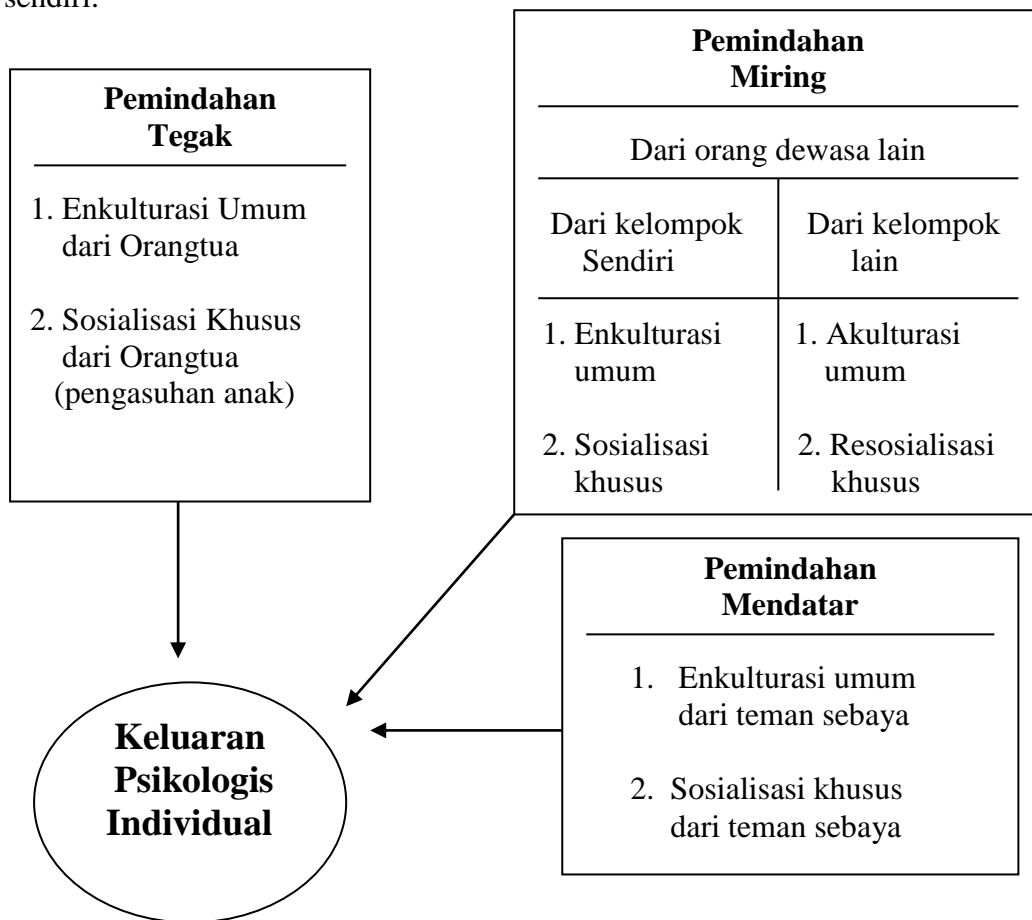 sendiri.
Pemindahan
Tegak
1. Enkulturasi Umum
dari Orangtua
2. Sosialisasi Khusus
dari Orangtua
(pengasuhan anak)
Pemindahan
Miring
Dari orang dewasa lain
Dari kelompok
Sendiri
Dari kelompok
lain
1. Enkulturasi
umum
2. Sosialisasi
khusus
1. Akulturasi
umum
2. Resosialisasi
khusus
Pemindahan
Mendatar
1. Enkulturasi umum
dari teman sebaya
2. Sosialisasi khusus
dari teman sebaya
Keluaran
Psikologis
Individual